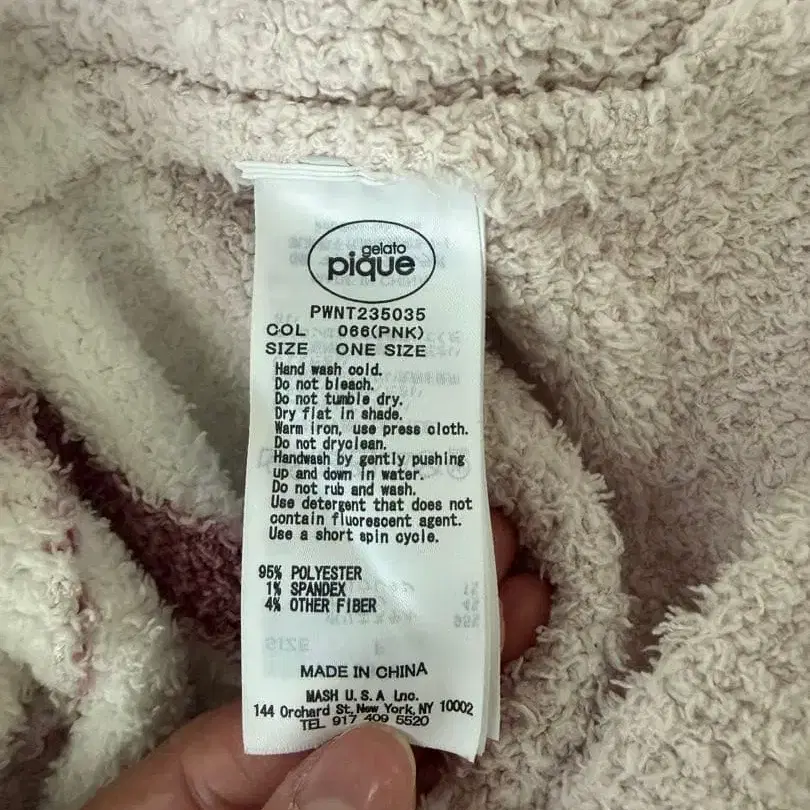 gelato
pique
PWNT235035
COL 066(PNK)
SIZE ONE SIZE
Hand wash cold.
Do not bleach.
Do not tumble dry.
Dry flat in shade.
Warm iron, use press cloth.
Do not dryclean.
Handwash by gently pushing
up and down in water.
Do not rub and wash.
Use detergent that does not
contain fluorescent agent.
Use a short spin cycle.
95% POLYESTER
1% SPANDEX
4% OTHER FIBER
MADE IN CHINA
MASH U.S.A Lnc.
144 Orchard St, New York, NY 10002
TEL 917 409 5520